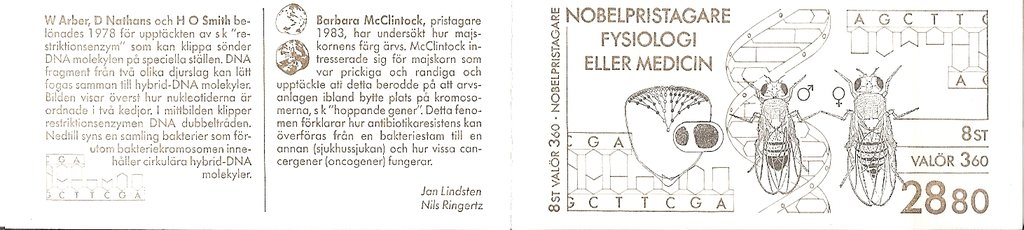 W Arber, D Nathans och H O Smith be-
lönades 1978 för upptäckten av s k "re-
striktionsenzym" som kan klippa sönder
DNA molekylen på speciella ställen. DNA
fragment från två olika djurslag kan lätt
fogas samman till hybrid-DNA molekyler.
Bilden visar överst hur nukleotiderna är
ordnade i två kedjor. I mittbilden klipper
restriktionsenzymen DNA dubbeltråden.
Nedtill syns en samling bakterier som för-
utom bakteriekromosomen inne-
håller cirkulära hybrid-DNA
molekyler.
C G A
G C T T C G A
Barbara McClintock, pristagare
1983, har undersökt hur majs-
kornens färg ärvs. McClintock in-
tresserade sig för majskorn som
var prickiga och randiga och
upptäckte att detta berodde på att arvs-
anlagen ibland bytte plats på kromoso-
merna, s k "hoppande gener". Detta feno-
men förklarar hur antibiotikaresistens kan
överföras från en bakteriestam till en
annan (sjukhussjukan) och hur vissa can-
cergener (oncogener) fungerar.
Jan Lindsten
Nils Ringertz
8 ST VALÖR 360 · NOBELPRISTAGARE
NOBELPRISTAGARE
FYSIOLOGI
ELLER MEDICIN
A G C T T C G
A G
♂ ♀
C G A
G C T T C G A
8 ST
VALÖR 360
28 80